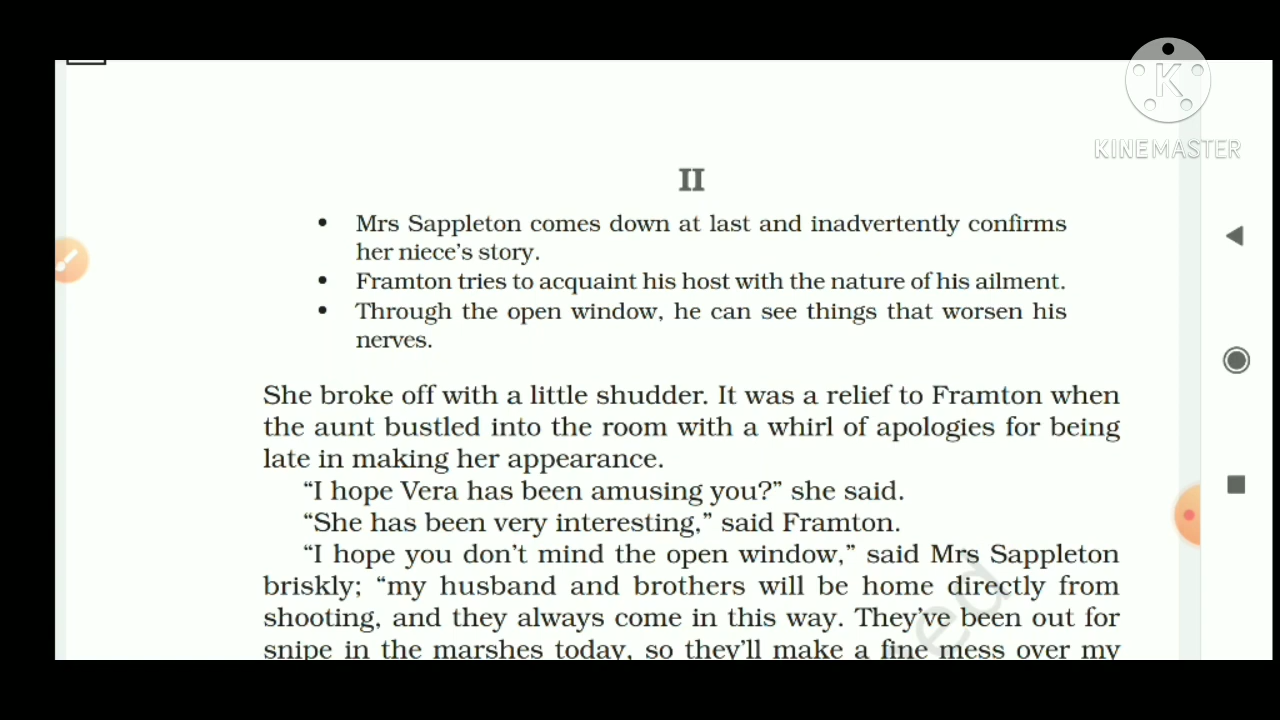 KINEMASTER
II
• Mrs Sappleton comes down at last and inadvertently confirms
her niece's story.
• Framton tries to acquaint his host with the nature of his ailment.
• Through the open window, he can see things that worsen his
nerves.
She broke off with a little shudder. It was a relief to Framton when
the aunt bustled into the room with a whirl of apologies for being
late in making her appearance.
“I hope Vera has been amusing you?” she said.
“She has been very interesting,” said Framton.
“I hope you don't mind the open window,” said Mrs Sappleton
briskly; “my husband and brothers will be home directly from
shooting, and they always come in this way. They've been out for
snipe in the marshes today, so they'll make a fine mess over my